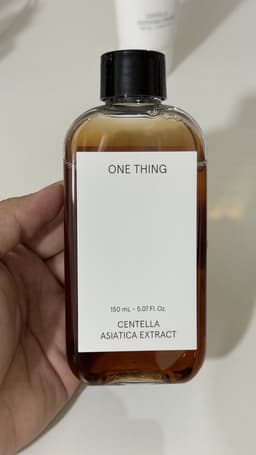 ONE THING
150 mL - 5.07 Fl. Oz.
CENTELLA
ASIATICA EXTRACT